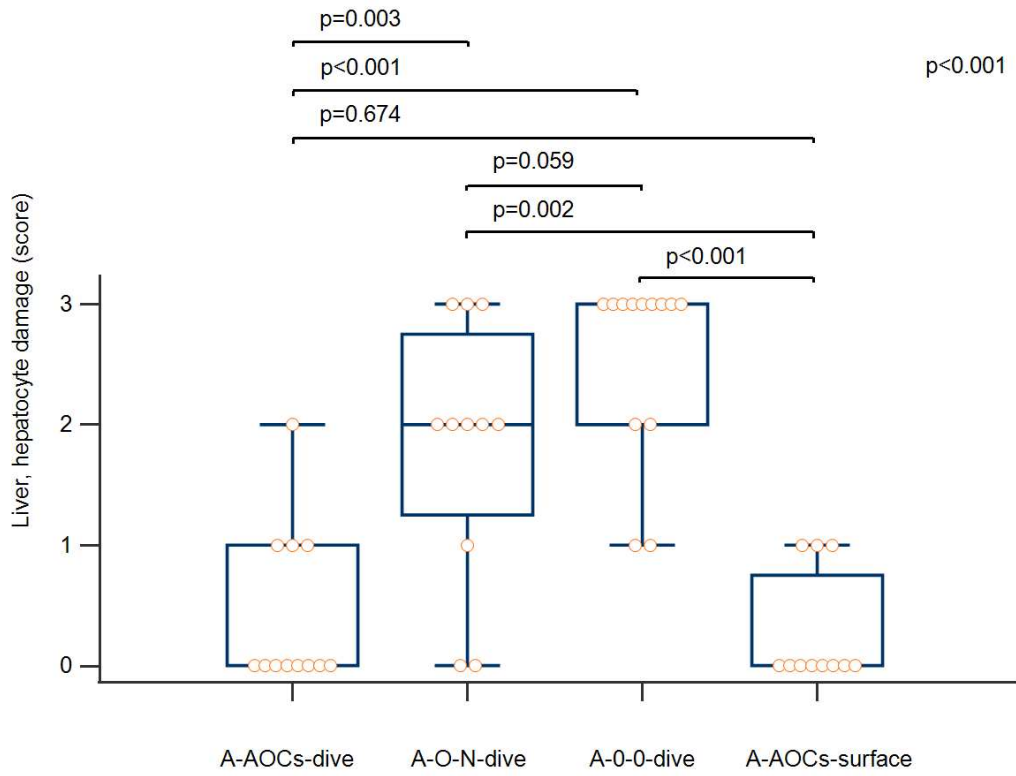 p=0.003
p<0.001
p<0.001
p=0.674
p=0.059
p=0.002
p<0.001
Liver, hepatocyte damage (score)
3
2
1
0
A-AOCs-dive A-O-N-dive A-0-0-dive A-AOCs-surface